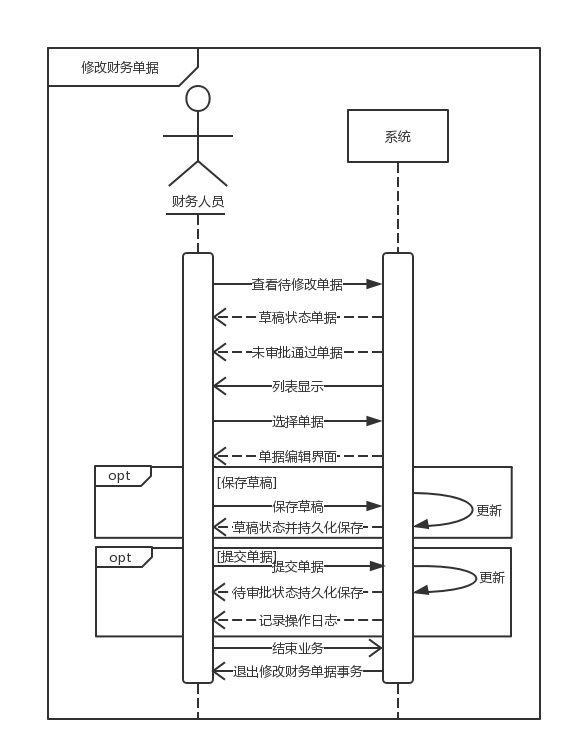 修改财务单据
系统
财务人员
查看待修改单据
草稿状态单据
未审批通过单据
列表显示
选择单据
单据编辑界面
opt
[保存草稿]
保存草稿
更新
草稿状态并持久化保存
opt
[提交单据]
提交单据
更新
待审批状态持久化保存
记录操作日志
结束业务
退出修改财务单据事务